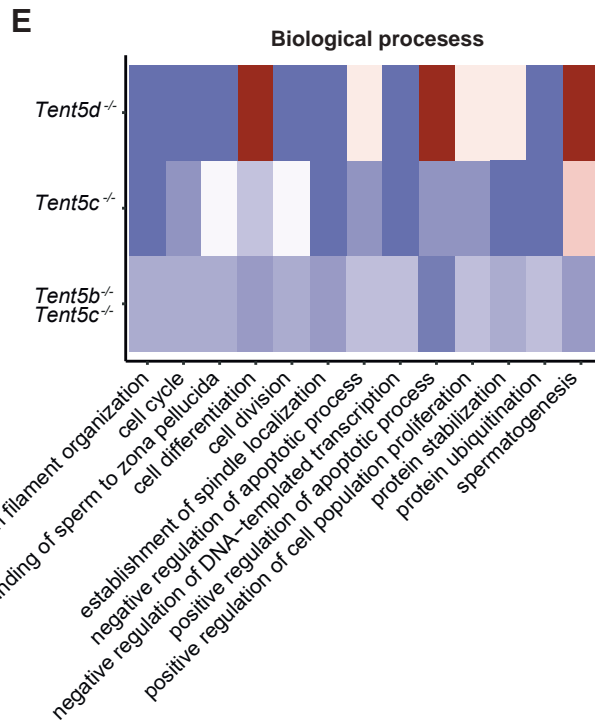 E
Biological procesess
Tent5d -/-
Tent5c -/-
Tent5b-/-
Tent5c-/-
filament organization
cell cycle
of sperm to zona pellucida
cell differentiation
cell division
establishment of spindle localization
negative regulation of apoptotic process
negative regulation of DNA−templated transcription
positive regulation of apoptotic process
positive regulation of cell population proliferation
protein stabilization
protein ubiquitination
spermatogenesis